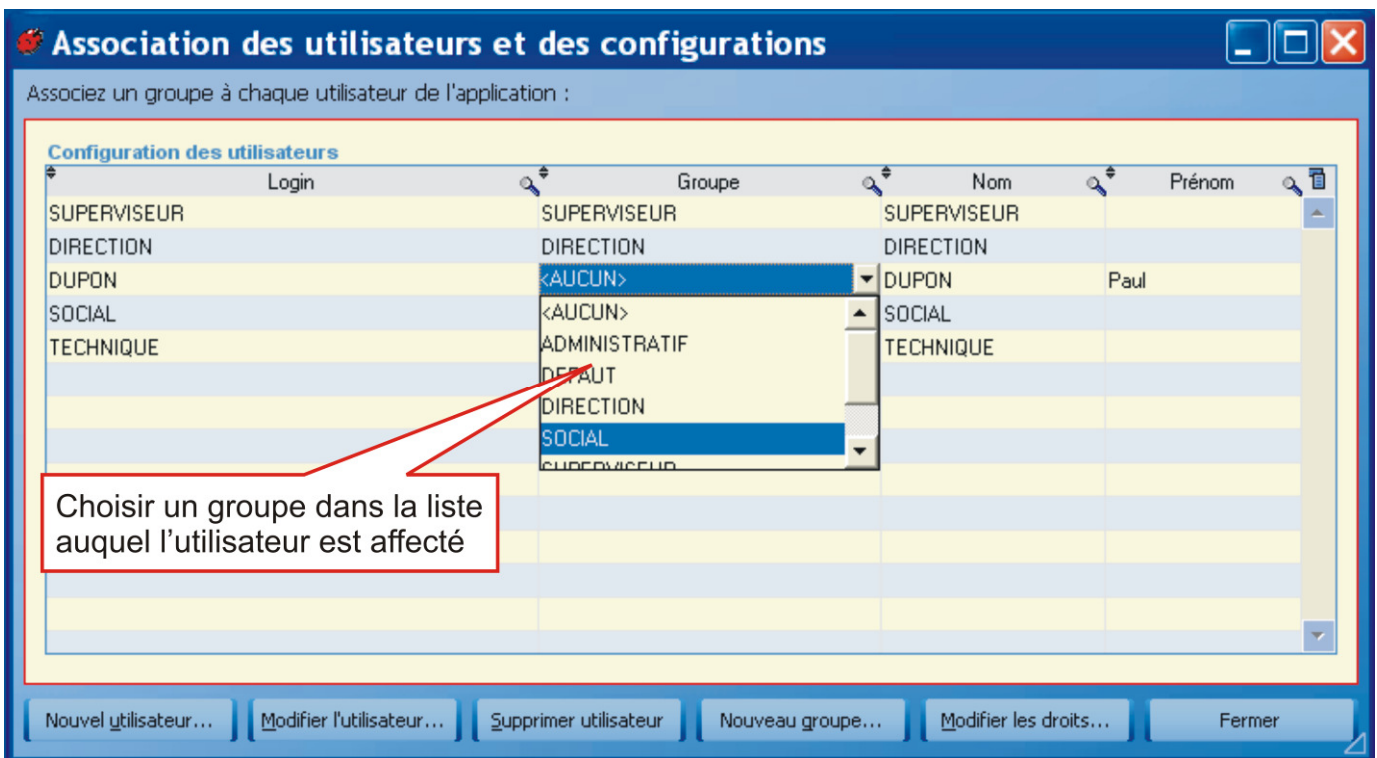 Association des utilisateurs et des configurations
Associez un groupe à chaque utilisateur de l'application :
Configuration des utilisateurs
Login Groupe Nom Prénom
SUPERVISEUR SUPERVISEUR SUPERVISEUR
DIRECTION DIRECTION DIRECTION
DUPON <AUCUN> DUPON Paul
SOCIAL <AUCUN> SOCIAL
TECHNIQUE ADMINISTRATIF TECHNIQUE
DEFAUT
DIRECTION
SOCIAL
SUPERVISEUR
Choisir un groupe dans la liste
auquel l'utilisateur est affecté
Nouvel utilisateur... Modifier l'utilisateur... Supprimer utilisateur Nouveau groupe... Modifier les droits... Fermer